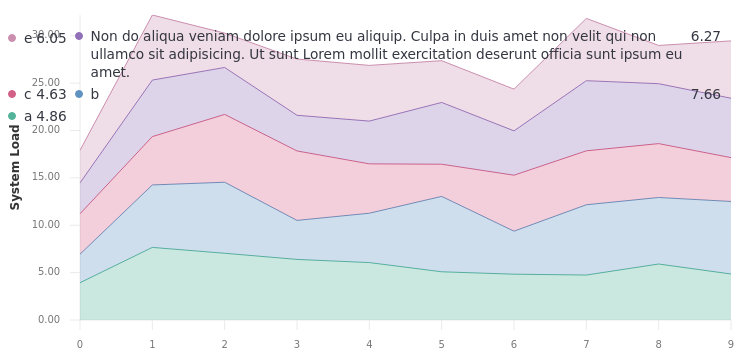 30.00
e 6.05
Non do aliqua veniam dolore ipsum eu aliquip. Culpa in duis amet non velit qui non
6.27
ullamco sit adipisicing. Ut sunt Lorem mollit exercitation deserunt officia sunt ipsum eu
amet.
25.00
c 4.63
b
7.66
a 4.86
20.00
System Load
15.00
10.00
5.00
0.00
0 1 2 3 4 5 6 7 8 9